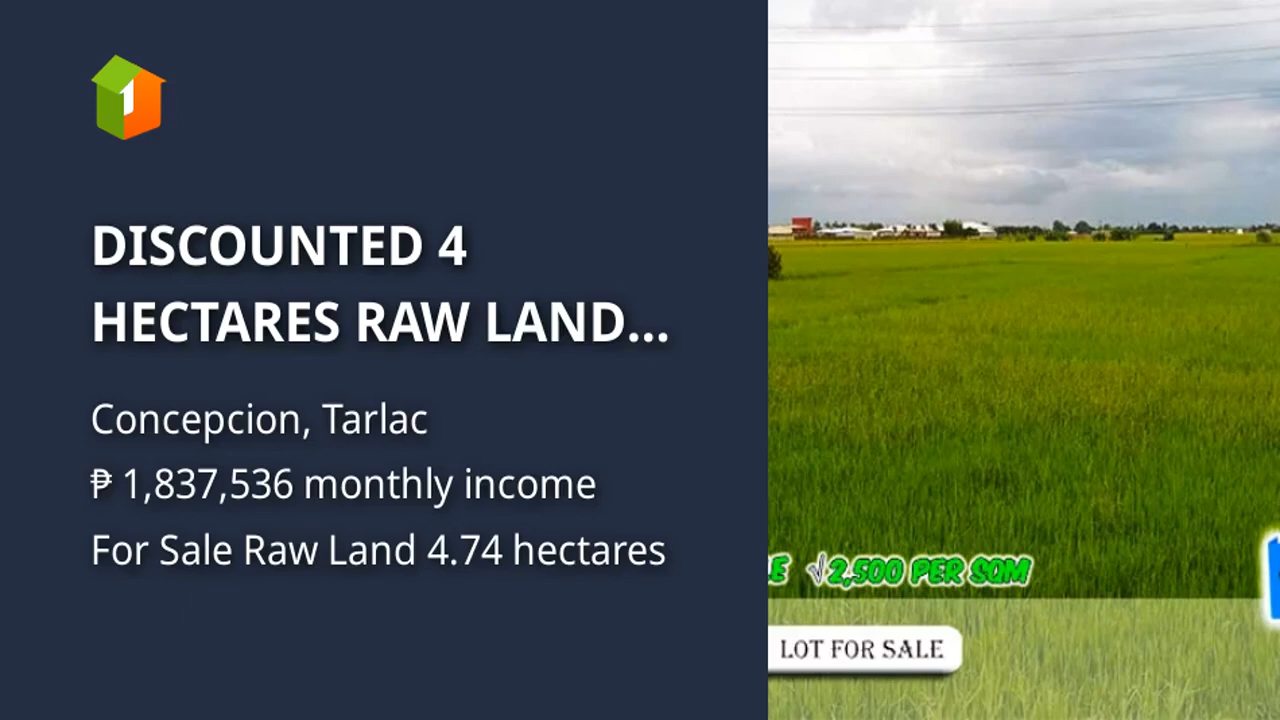 DISCOUNTED 4
HECTARES RAW LAND...
Concepcion, Tarlac
₱ 1,837,536 monthly income
For Sale Raw Land 4.74 hectares
√2,500 PER SQM
LOT FOR SALE